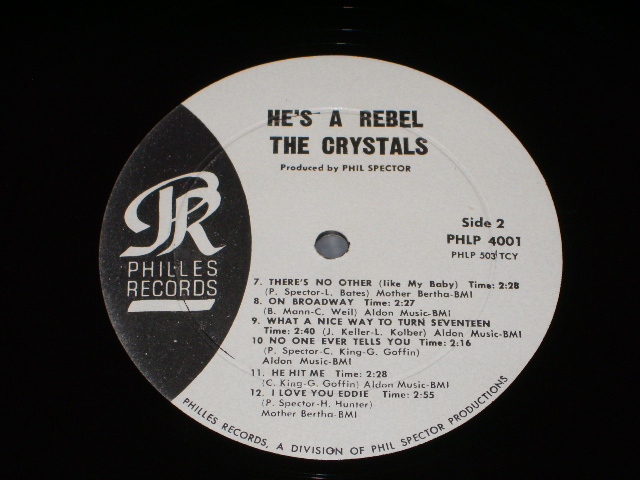 HE'S A REBEL
THE CRYSTALS
Produced by PHIL SPECTOR
PR
PHILLES
RECORDS
Side 2
PHLP 4001
PHLP 503 TCY
7. THERE'S NO OTHER (like My Baby) Time: 2:28
(P. Spector-L. Bates) Mother Bertha-BMI
8. ON BROADWAY Time: 2:27
(B. Mann-C. Weil) Aldon Music-BMI
9. WHAT A NICE WAY TO TURN SEVENTEEN
Time: 2:40 (J. Keller-L. Kolber) Aldon Music-BMI
10. NO ONE EVER TELLS YOU Time: 2:16
(P. Spector-C. King-G. Goffin)
Aldon Music-BMI
11. HE HIT ME Time: 2:28
(C. King-G. Goffin) Aldon Music-BMI
12. I LOVE YOU EDDIE Time: 2:55
(P. Spector-H. Hunter)
Mother Bertha-BMI
PHILLES RECORDS, A DIVISION OF PHIL SPECTOR PRODUCTIONS